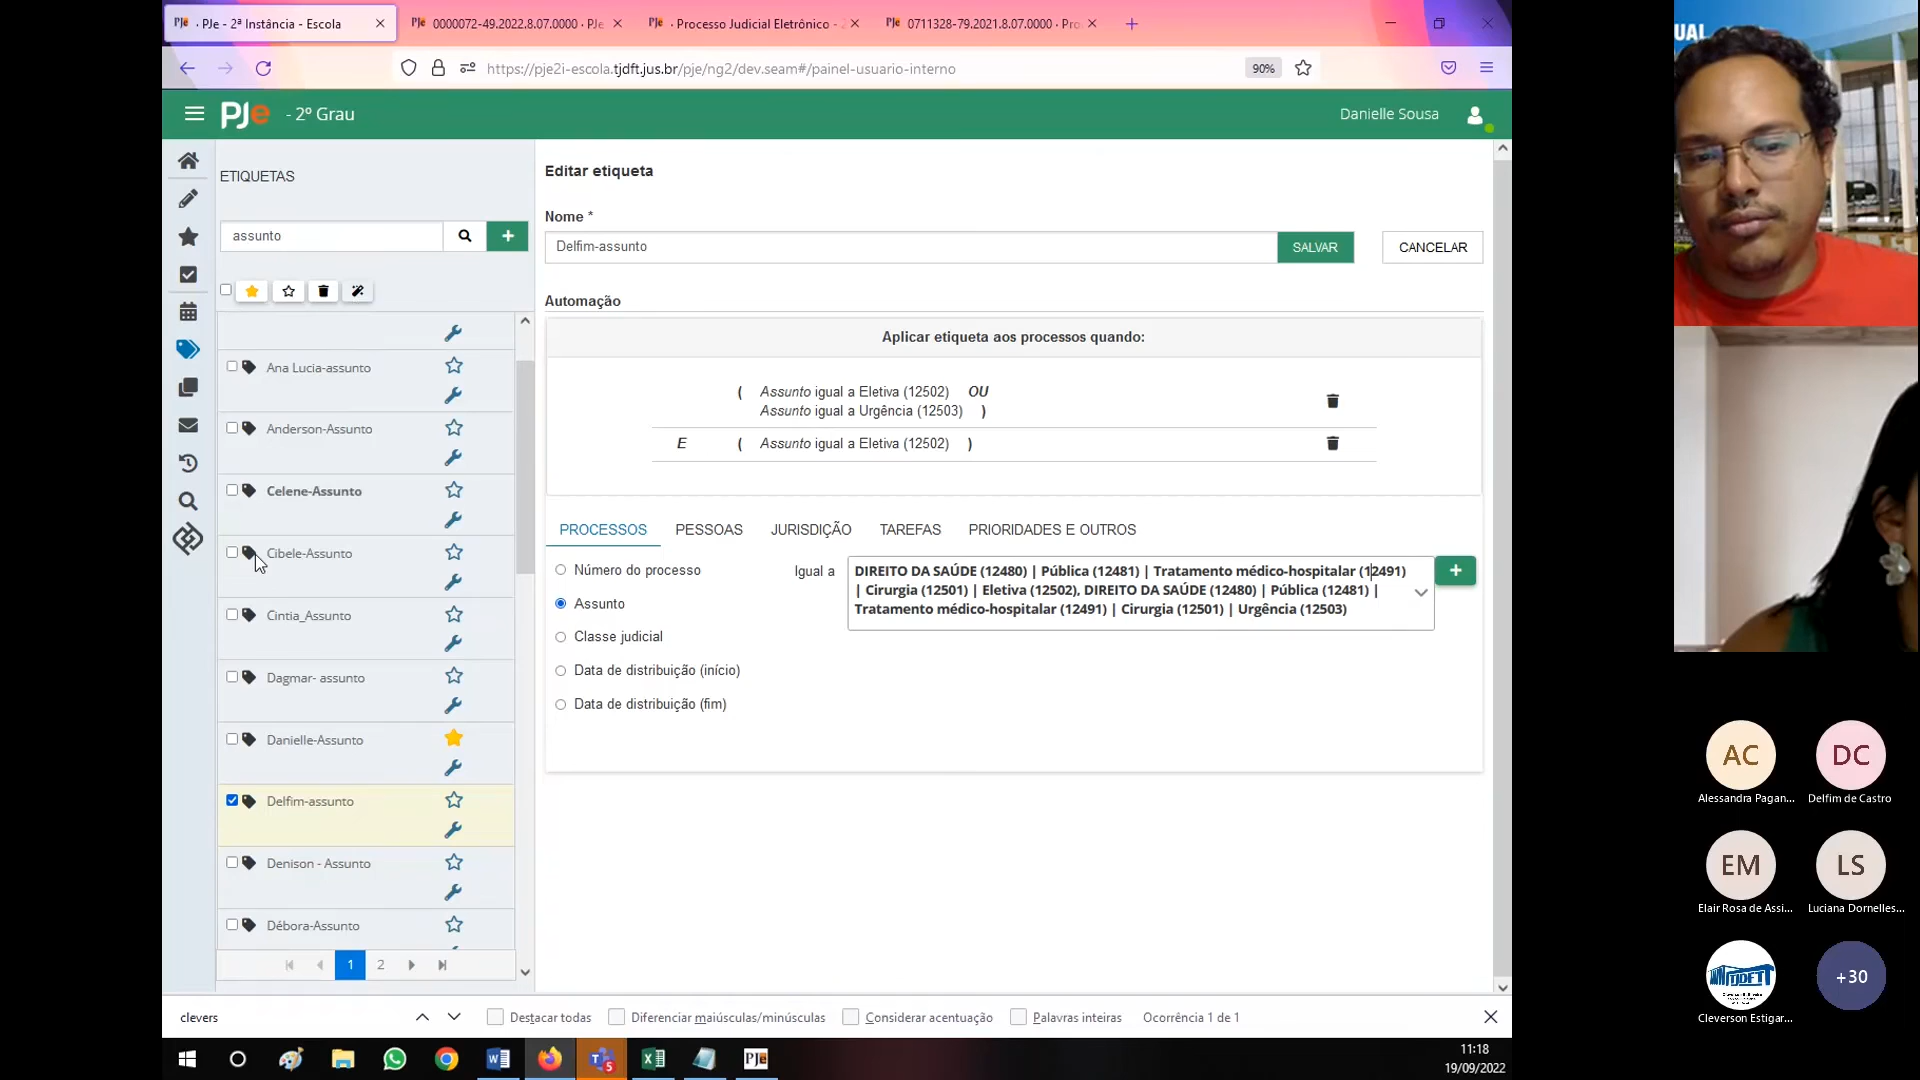 PJe · PJe - 2ª Instância - Escola
PJe 0000072-49.2022.8.07.0000 · PJe
PJe · Processo Judicial Eletrônico - 2
PJe 0711328-79.2021.8.07.0000 · Pro
https://pje2i-escola.tjdft.jus.br/pje/ng2/dev.seam#/painel-usuario-interno
90%
PJe - 2º Grau
Danielle Sousa
ETIQUETAS
assunto
Ana Lucia-assunto
Anderson-Assunto
Celene-Assunto
Cibele-Assunto
Cintia_Assunto
Dagmar- assunto
Danielle-Assunto
Delfim-assunto
Denison - Assunto
Débora-Assunto
1 2
Editar etiqueta
Nome *
Delfim-assunto
SALVAR
CANCELAR
Automação
Aplicar etiqueta aos processos quando:
( Assunto igual a Eletiva (12502) OU
Assunto igual a Urgência (12503) )
E ( Assunto igual a Eletiva (12502) )
PROCESSOS PESSOAS JURISDIÇÃO TAREFAS PRIORIDADES E OUTROS
Número do processo
Assunto
Classe judicial
Data de distribuição (início)
Data de distribuição (fim)
Igual a
DIREITO DA SAÚDE (12480) | Pública (12481) | Tratamento médico-hospitalar (12491)
| Cirurgia (12501) | Eletiva (12502), DIREITO DA SAÚDE (12480) | Pública (12481) |
Tratamento médico-hospitalar (12491) | Cirurgia (12501) | Urgência (12503)
clevers
Destacar todas
Diferenciar maiúsculas/minúsculas
Considerar acentuação
Palavras inteiras
Ocorrência 1 de 1
5
PJe
11:18
19/09/2022
UAL
AC
Alessandra Pagan...
DC
Delfim de Castro
EM
Elair Rosa de Assi...
LS
Luciana Dornelles...
TJDFT
Cleverson Estigar...
+30